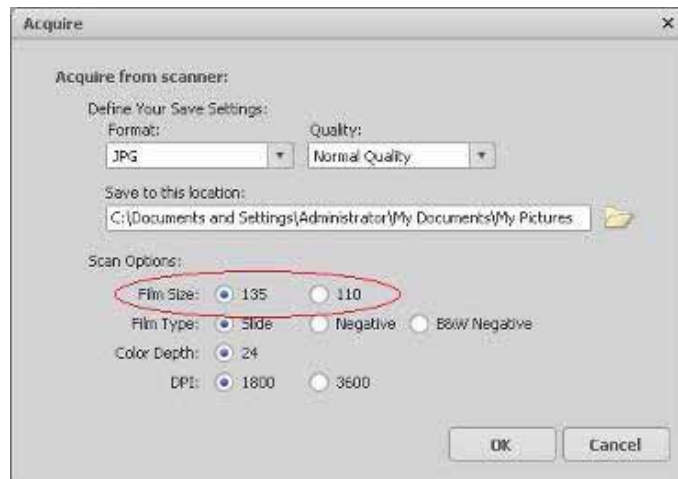 Acquire
Acquire from scanner:
Define Your Save Settings:
Format: Quality:
JPG Normal Quality
Save to this location:
C:\Documents and Settings\Administrator\My Documents\My Pictures
Scan Options:
Film Size: 135 110
Film Type: Slide Negative B&W Negative
Color Depth: 24
DPI: 1800 3600
OK Cancel